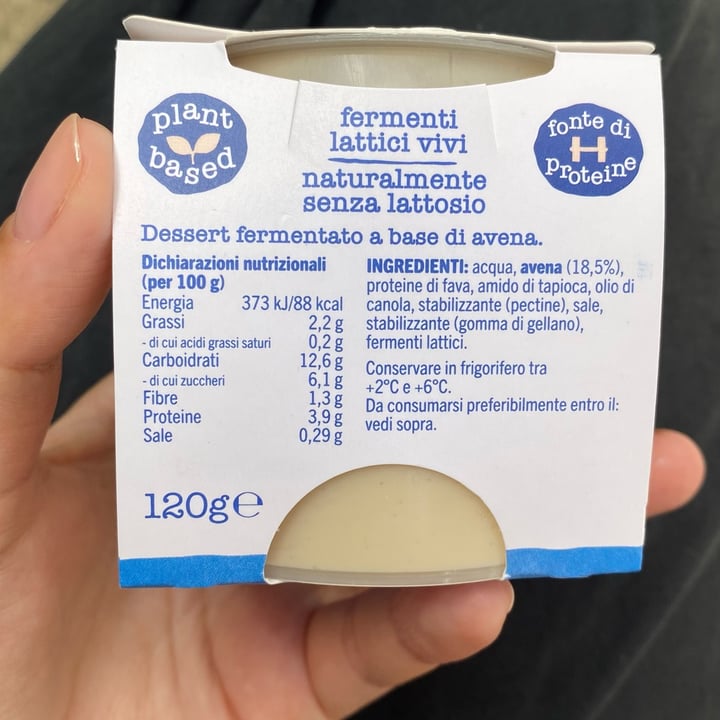 plant
based
fermenti
lattici vivi
naturalmente
senza lattosio
fonte di
proteine
Dessert fermentato a base di avena.
Dichiarazioni nutrizionali
(per 100 g)
Energia 373 kJ/88 kcal
Grassi 2,2 g
- di cui acidi grassi saturi 0,2 g
Carboidrati 12,6 g
- di cui zuccheri 6,1 g
Fibre 1,3 g
Proteine 3,9 g
Sale 0,29 g
INGREDIENTI: acqua, avena (18,5%),
proteine di fava, amido di tapioca, olio di
canola, stabilizzante (pectine), sale,
stabilizzante (gomma di gellano),
fermenti lattici.
Conservare in frigorifero tra
+2°C e +6°C.
Da consumarsi preferibilmente entro il:
vedi sopra.
120g℮